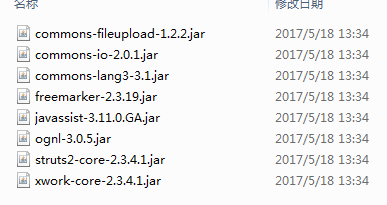 名称 修改日期
commons-fileupload-1.2.2.jar 2017/5/18 13:34
commons-io-2.0.1.jar 2017/5/18 13:34
commons-lang3-3.1.jar 2017/5/18 13:34
freemarker-2.3.19.jar 2017/5/18 13:34
javassist-3.11.0.GA.jar 2017/5/18 13:34
ognl-3.0.5.jar 2017/5/18 13:34
struts2-core-2.3.4.1.jar 2017/5/18 13:34
xwork-core-2.3.4.1.jar 2017/5/18 13:34